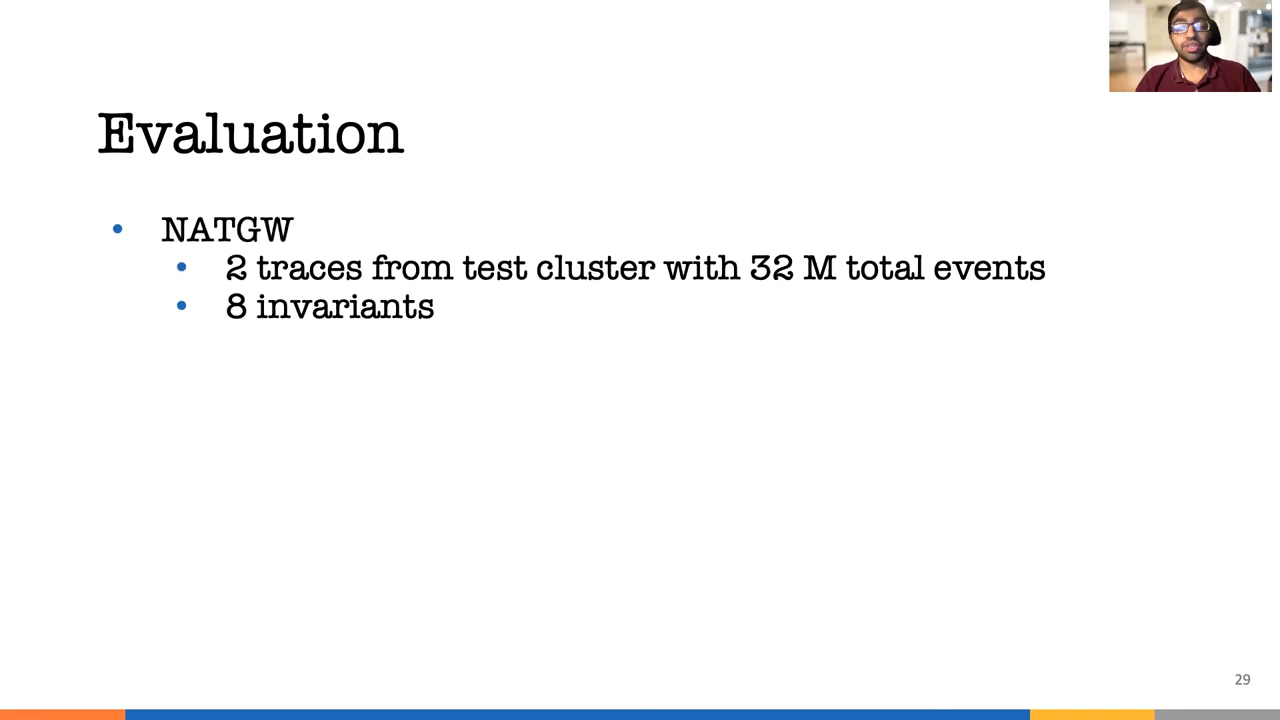 Evaluation
• NATGW
• 2 traces from test cluster with 32 M total events
• 8 invariants
29